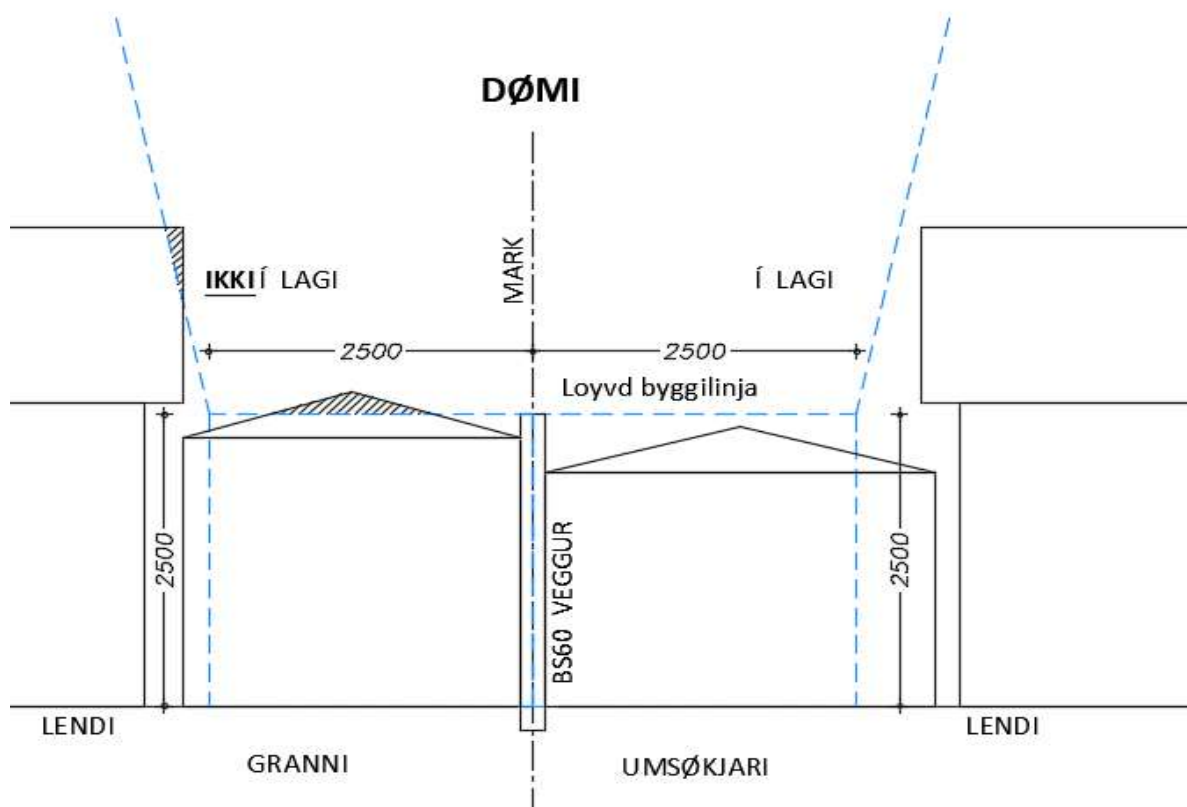 DØMI
MARK
IKKI Í LAGI
Í LAGI
2500
2500
Loyvd byggilinja
2500
BS60 VEGGUR
2500
LENDI
LENDI
GRANNI
UMSØKJARI